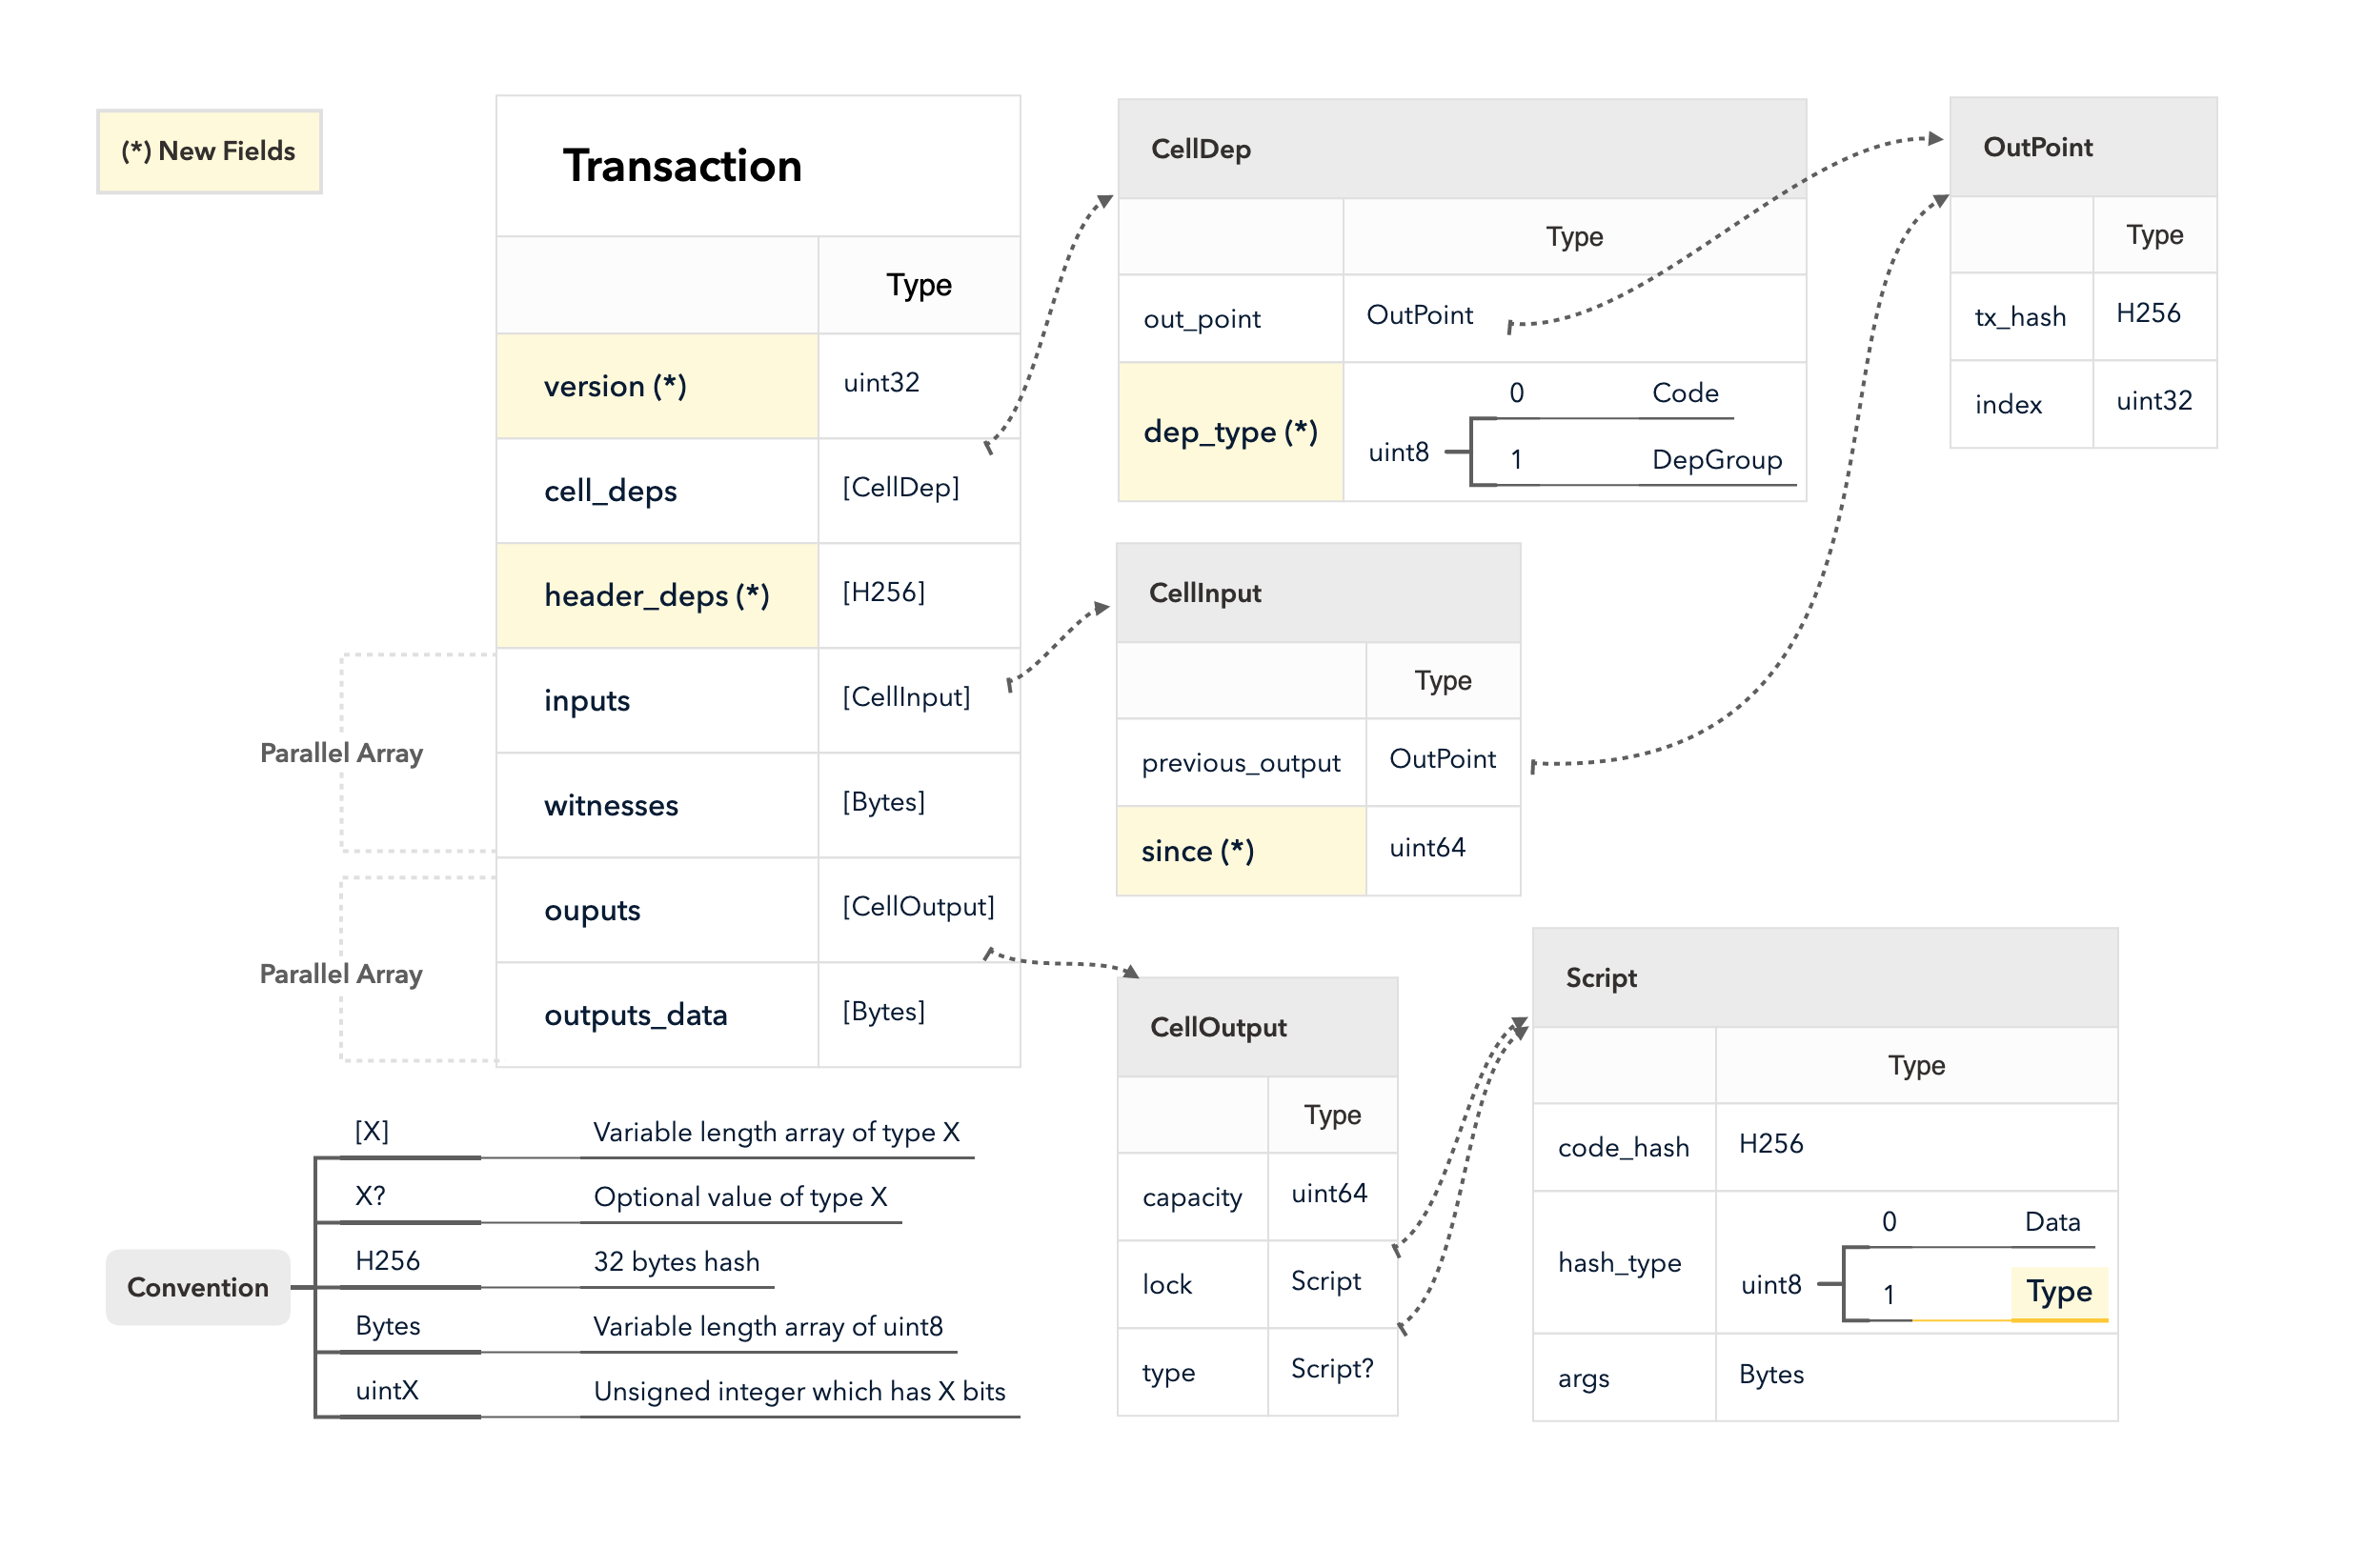 (*) New Fields
Transaction
Type
version (*) uint32
cell_deps [CellDep]
header_deps (*) [H256]
inputs [CellInput]
witnesses [Bytes]
ouputs [CellOutput]
outputs_data [Bytes]
Parallel Array
Parallel Array
CellDep
Type
out_point OutPoint
dep_type (*) uint8
0 Code
1 DepGroup
OutPoint
Type
tx_hash H256
index uint32
CellInput
Type
previous_output OutPoint
since (*) uint64
CellOutput
Type
capacity uint64
lock Script
type Script?
Script
Type
code_hash H256
hash_type uint8
0 Data
1 Type
args Bytes
Convention
[X] Variable length array of type X
X? Optional value of type X
H256 32 bytes hash
Bytes Variable length array of uint8
uintX Unsigned integer which has X bits